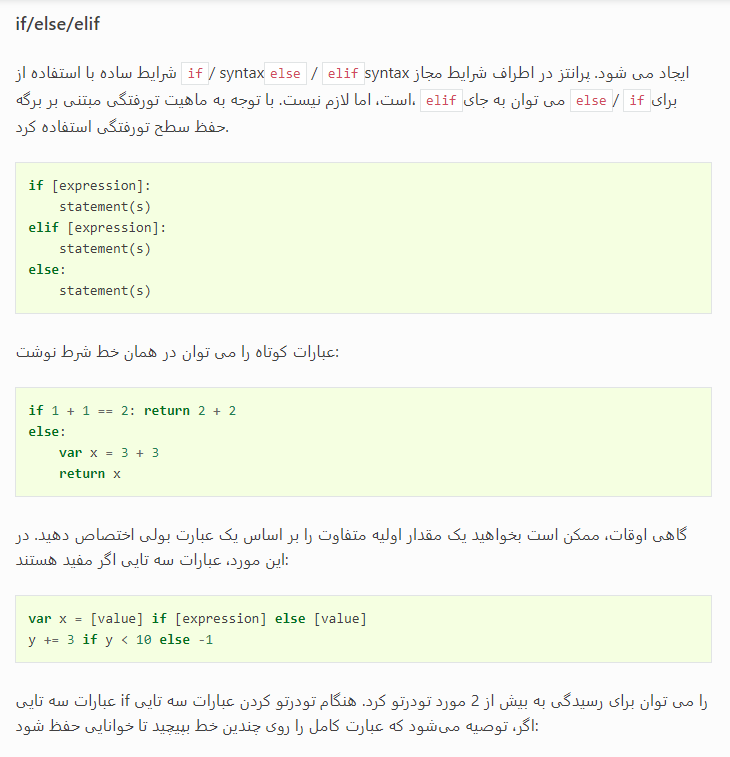 if/else/elif
شرایط ساده با استفاده از if / syntax else / elif syntax ایجاد می شود. پرانتز در اطراف شرایط مجاز
است، اما لازم نیست. با توجه به ماهیت تورفتگی مبتنی بر برگه، elif می توان به جای else / if برای
حفظ سطح تورفتگی استفاده کرد.
if [expression]:
    statement(s)
elif [expression]:
    statement(s)
else:
    statement(s)
عبارات کوتاه را می توان در همان خط شرط نوشت:
if 1 + 1 == 2: return 2 + 2
else:
    var x = 3 + 3
    return x
گاهی اوقات، ممکن است بخواهید یک مقدار اولیه متفاوت را بر اساس یک عبارت بولی اختصاص دهید. در
این مورد، عبارات سه تایی اگر مفید هستند:
var x = [value] if [expression] else [value]
y += 3 if y < 10 else -1
عبارات سه تایی if را می توان برای رسیدگی به بیش از 2 مورد تودرتو کرد. هنگام تودرتو کردن عبارات سه تایی
اگر، توصیه می‌شود که عبارت کامل را روی چندین خط بپیچید تا خوانایی حفظ شود: